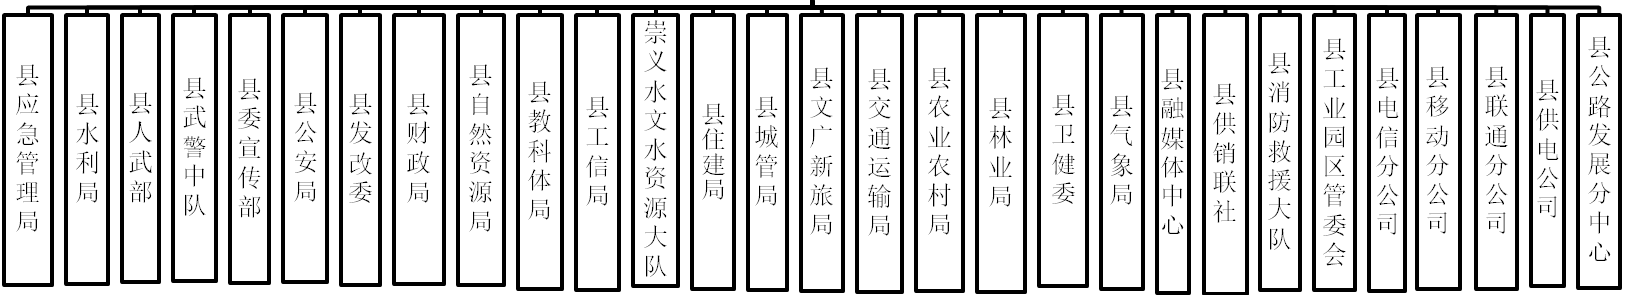 县应急管理局
县水利局
县人武部
县武警中队
县委宣传部
县公安局
县发改委
县财政局
县自然资源局
县教科体局
县工信局
崇义水文水资源大队
县住建局
县城管局
县文广新旅局
县交通运输局
县农业农村局
县林业局
县卫健委
县气象局
县融媒体中心
县供销联社
县消防救援大队
县工业园区管委会
县电信分公司
县移动分公司
县联通分公司
县供电公司
县公路发展分中心